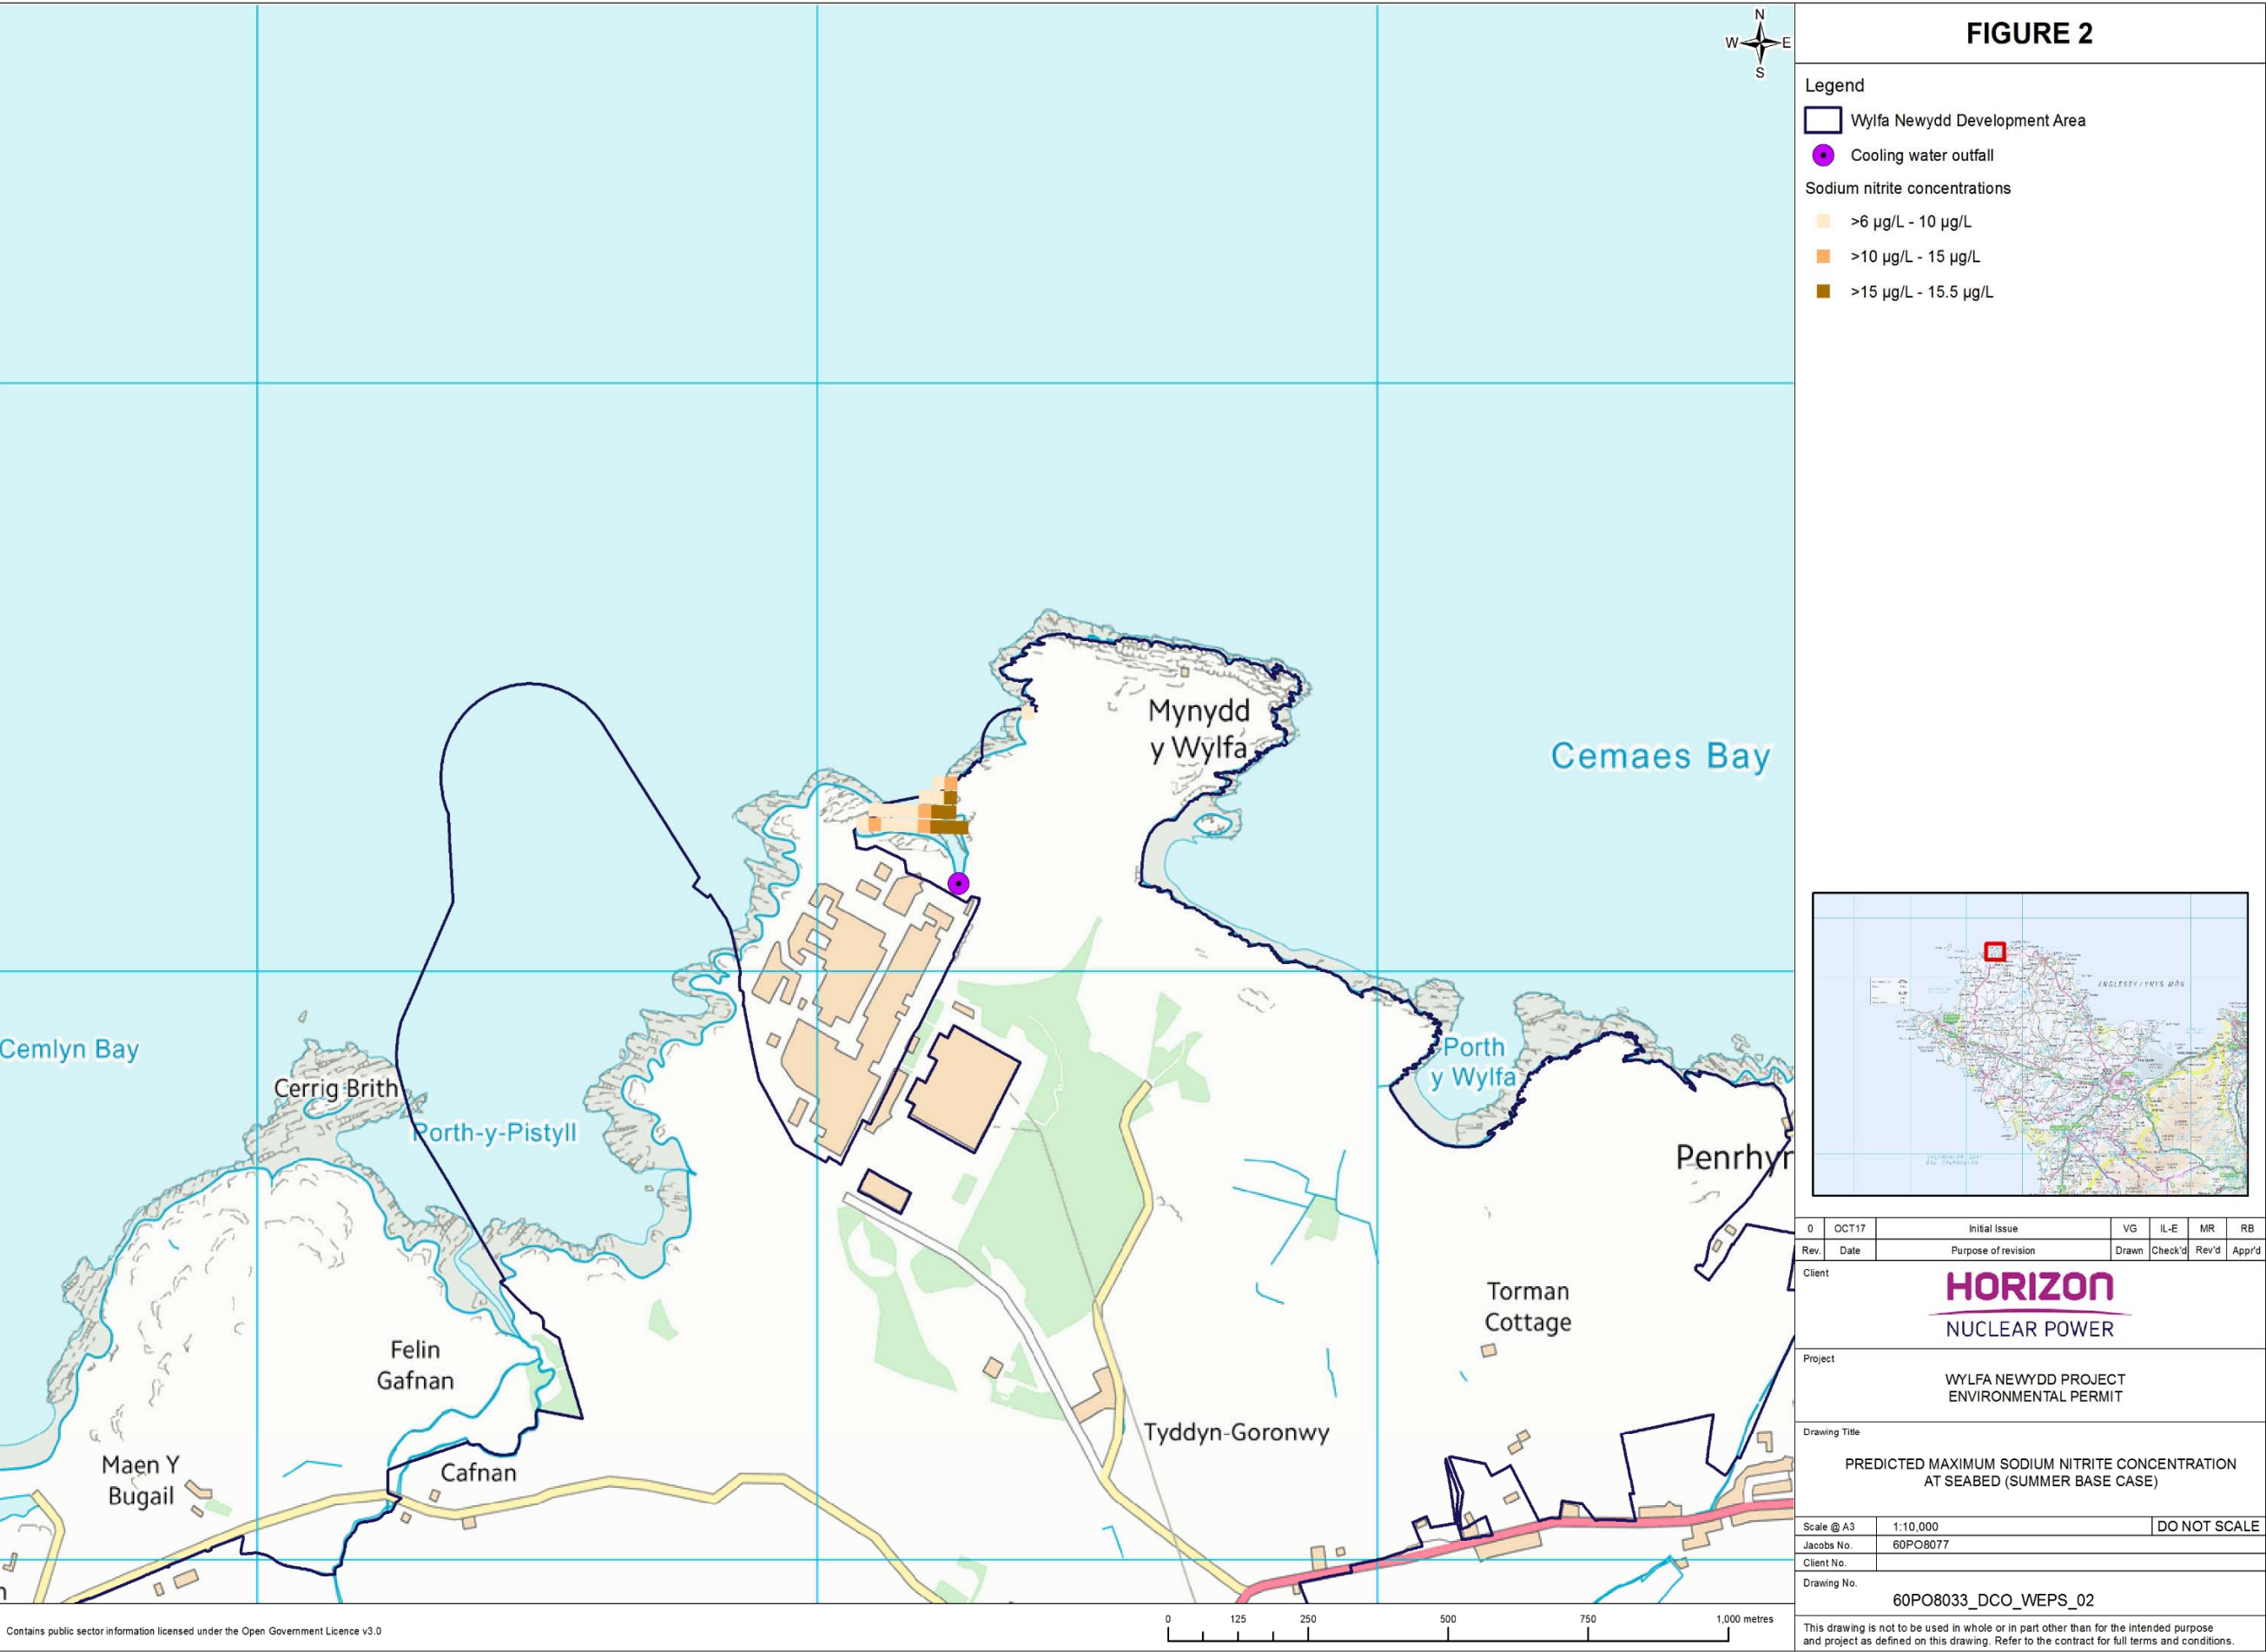 N
W
E
S
Mynydd
y Wylfa
Cemaes Bay
Cemlyn Bay
Cerrig Brith
Porth-y-Pistyll
Porth
y Wylfa
Penrhyn
Torman
Cottage
Felin
Gafnan
Tyddyn-Goronwy
Maen Y
Bugail
Cafnan
Contains public sector information licensed under the Open Government Licence v3.0
0 125 250 500 750 1,000 metres
FIGURE 2
Legend
Wylfa Newydd Development Area
Cooling water outfall
Sodium nitrite concentrations
>6 µg/L - 10 µg/L
>10 µg/L - 15 µg/L
>15 µg/L - 15.5 µg/L
ANGLESEY / YNYS MÔN
0 OCT17 Initial Issue VG IL-E MR RB
Rev. Date Purpose of revision Drawn Check'd Rev'd Appr'd
Client
HORIZON
NUCLEAR POWER
Project
WYLFA NEWYDD PROJECT
ENVIRONMENTAL PERMIT
Drawing Title
PREDICTED MAXIMUM SODIUM NITRITE CONCENTRATION
AT SEABED (SUMMER BASE CASE)
Scale @ A3 1:10,000 DO NOT SCALE
Jacobs No. 60PO8077
Client No.
Drawing No.
60PO8033_DCO_WEPS_02
This drawing is not to be used in whole or in part other than for the intended purpose
and project as defined on this drawing. Refer to the contract for full terms and conditions.